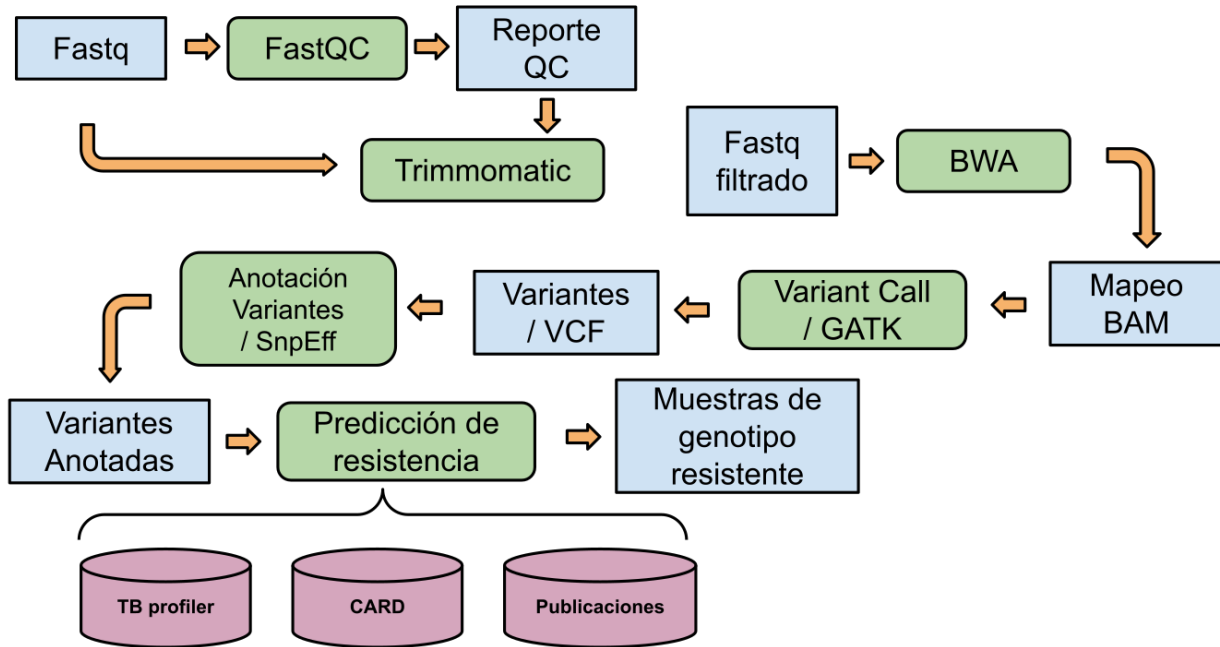 Fastq
FastQC
Reporte
QC
Trimmomatic
Fastq
filtrado
BWA
Mapeo
BAM
Variant Call
/ GATK
Variantes
/ VCF
Anotación
Variantes
/ SnpEff
Variantes
Anotadas
Predicción de
resistencia
Muestras de
genotipo
resistente
TB profiler
CARD
Publicaciones